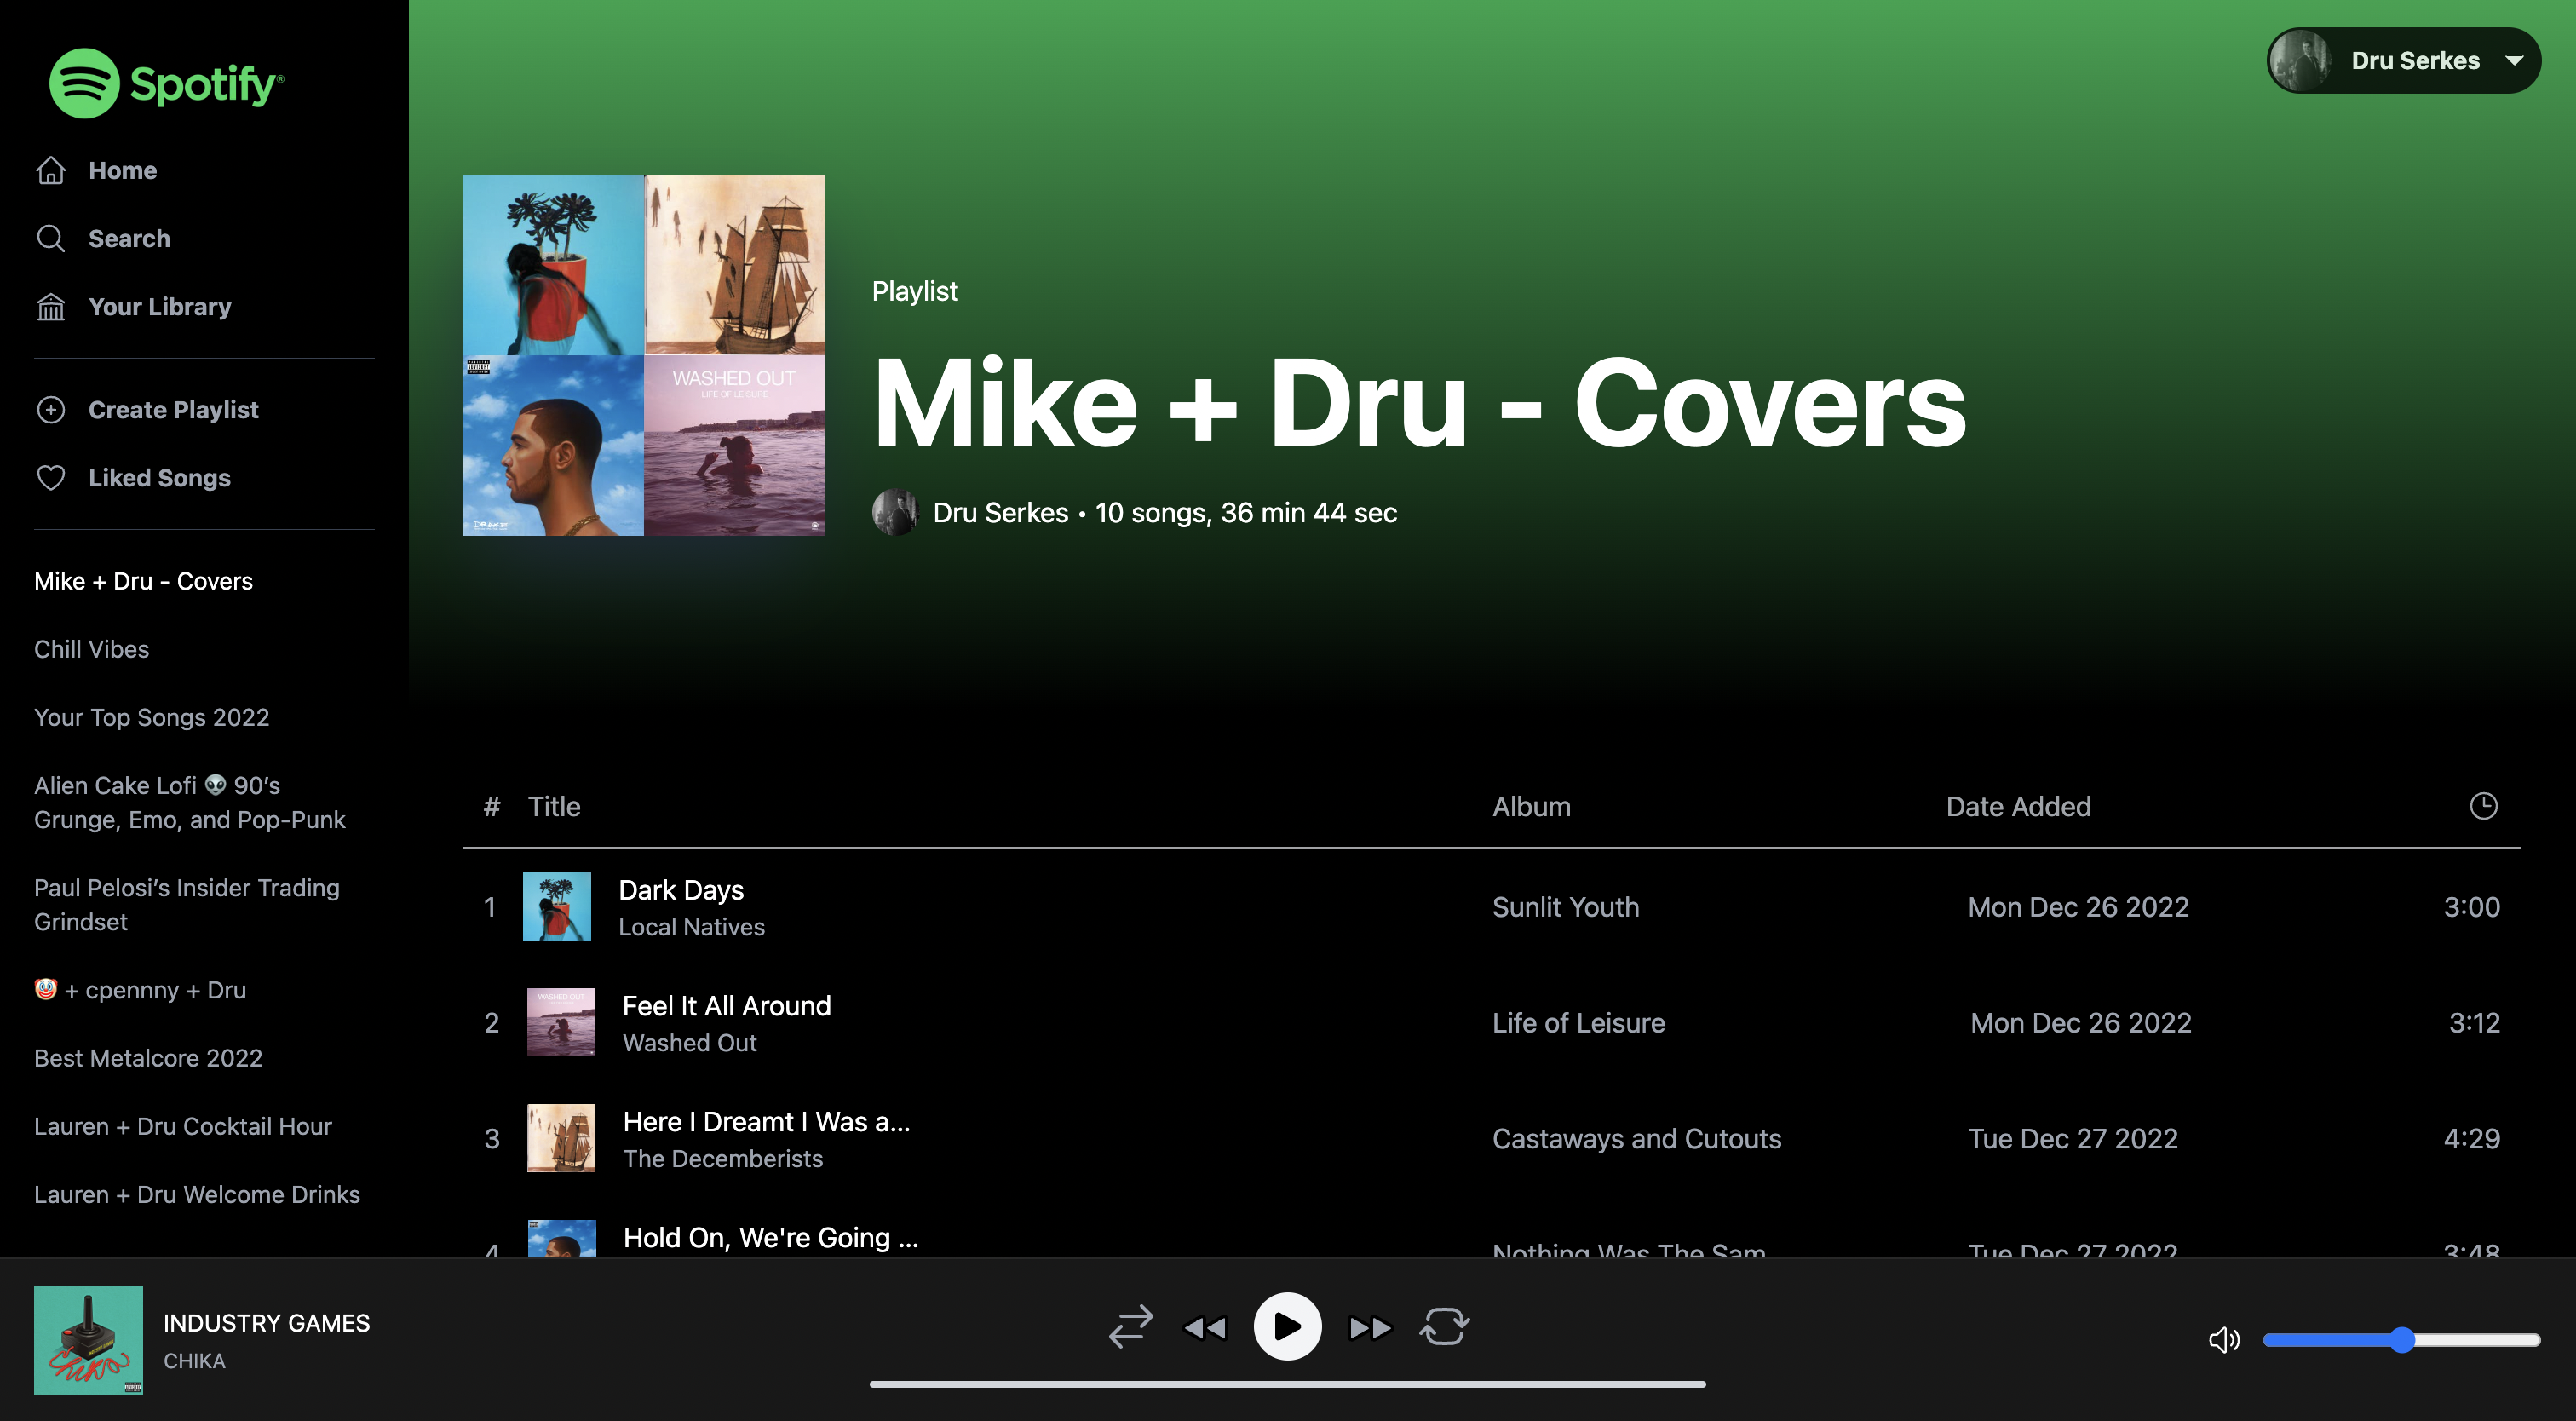 Spotify®
Home
Search
Your Library
Create Playlist
Liked Songs
Mike + Dru - Covers
Chill Vibes
Your Top Songs 2022
Alien Cake Lofi 👽 90’s
Grunge, Emo, and Pop-Punk
Paul Pelosi’s Insider Trading
Grindset
🤡 + cpennny + Dru
Best Metalcore 2022
Lauren + Dru Cocktail Hour
Lauren + Dru Welcome Drinks
Dru Serkes
WASHED OUT
LIFE OF LEISURE
Playlist
Mike + Dru - Covers
Dru Serkes • 10 songs, 36 min 44 sec
# Title Album Date Added
1 Dark Days Sunlit Youth Mon Dec 26 2022 3:00
Local Natives
2 Feel It All Around Life of Leisure Mon Dec 26 2022 3:12
Washed Out
3 Here I Dreamt I Was a... Castaways and Cutouts Tue Dec 27 2022 4:29
The Decemberists
4 Hold On, We're Going ... Nothing Was The Sam Tue Dec 27 2022 3:48
INDUSTRY GAMES
CHIKA